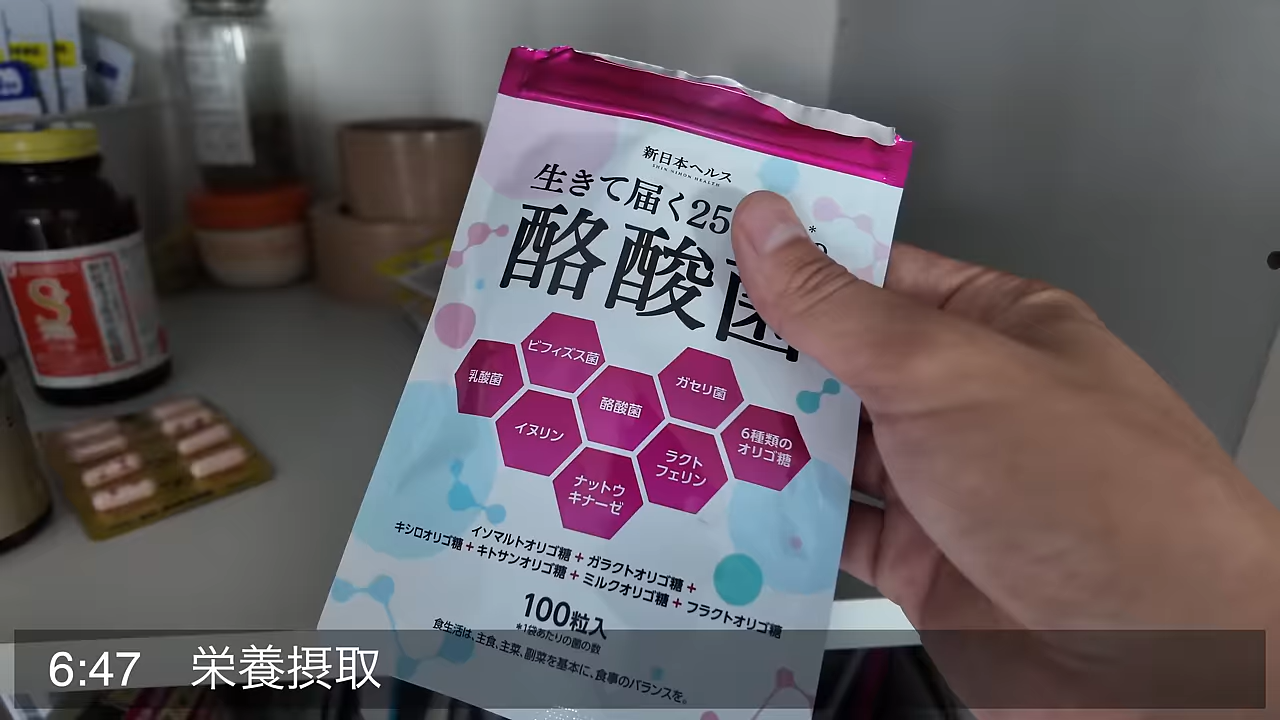 新日本ヘルス
SHIN NIHON HEALTH
生きて届く25
*
酪酸菌
ビフィズス菌
乳酸菌
ガセリ菌
酪酸菌
イヌリン
6種類の
オリゴ糖
ラクト
フェリン
ナットウ
キナーゼ
イソマルトオリゴ糖 + ガラクトオリゴ糖 +
キシロオリゴ糖 + キトサンオリゴ糖 + ミルクオリゴ糖 + フラクトオリゴ糖
100粒入
*1袋あたりの菌の数
食生活は、主食、主菜、副菜を基本に、食事のバランスを。
6:47 栄養摂取